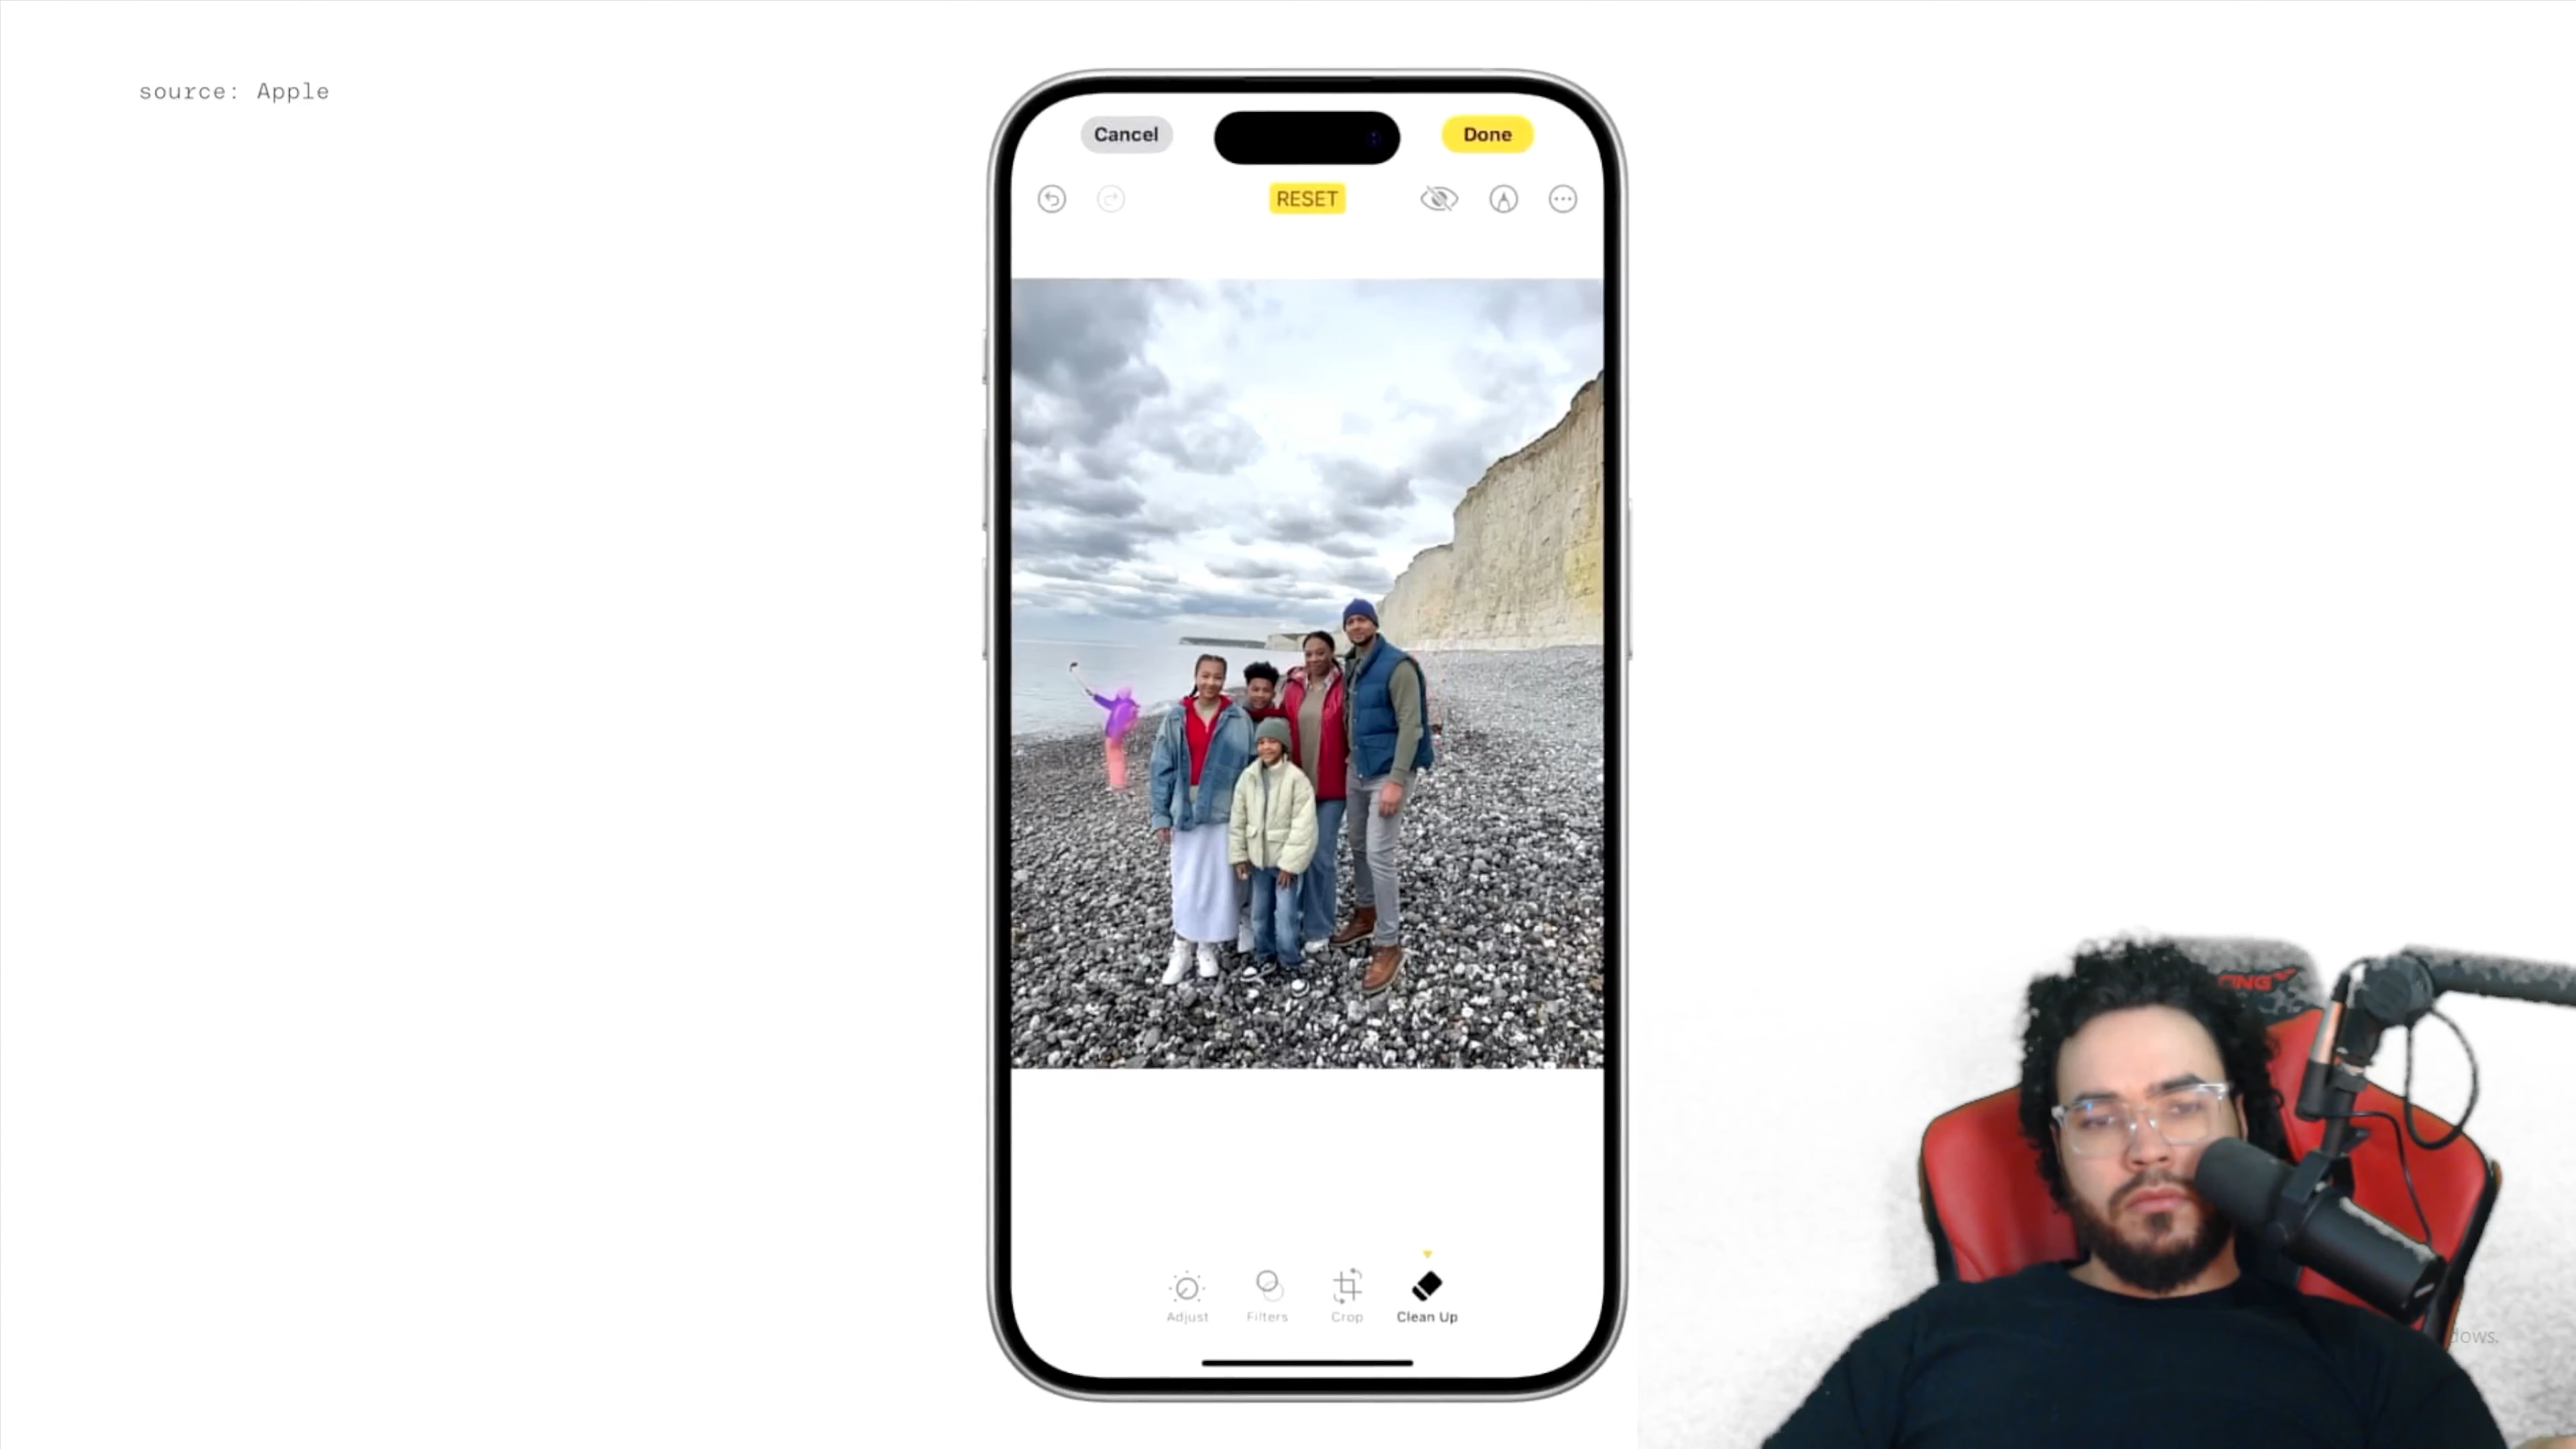 source: Apple
Cancel
Done
RESET
Adjust
Filters
Crop
Clean Up